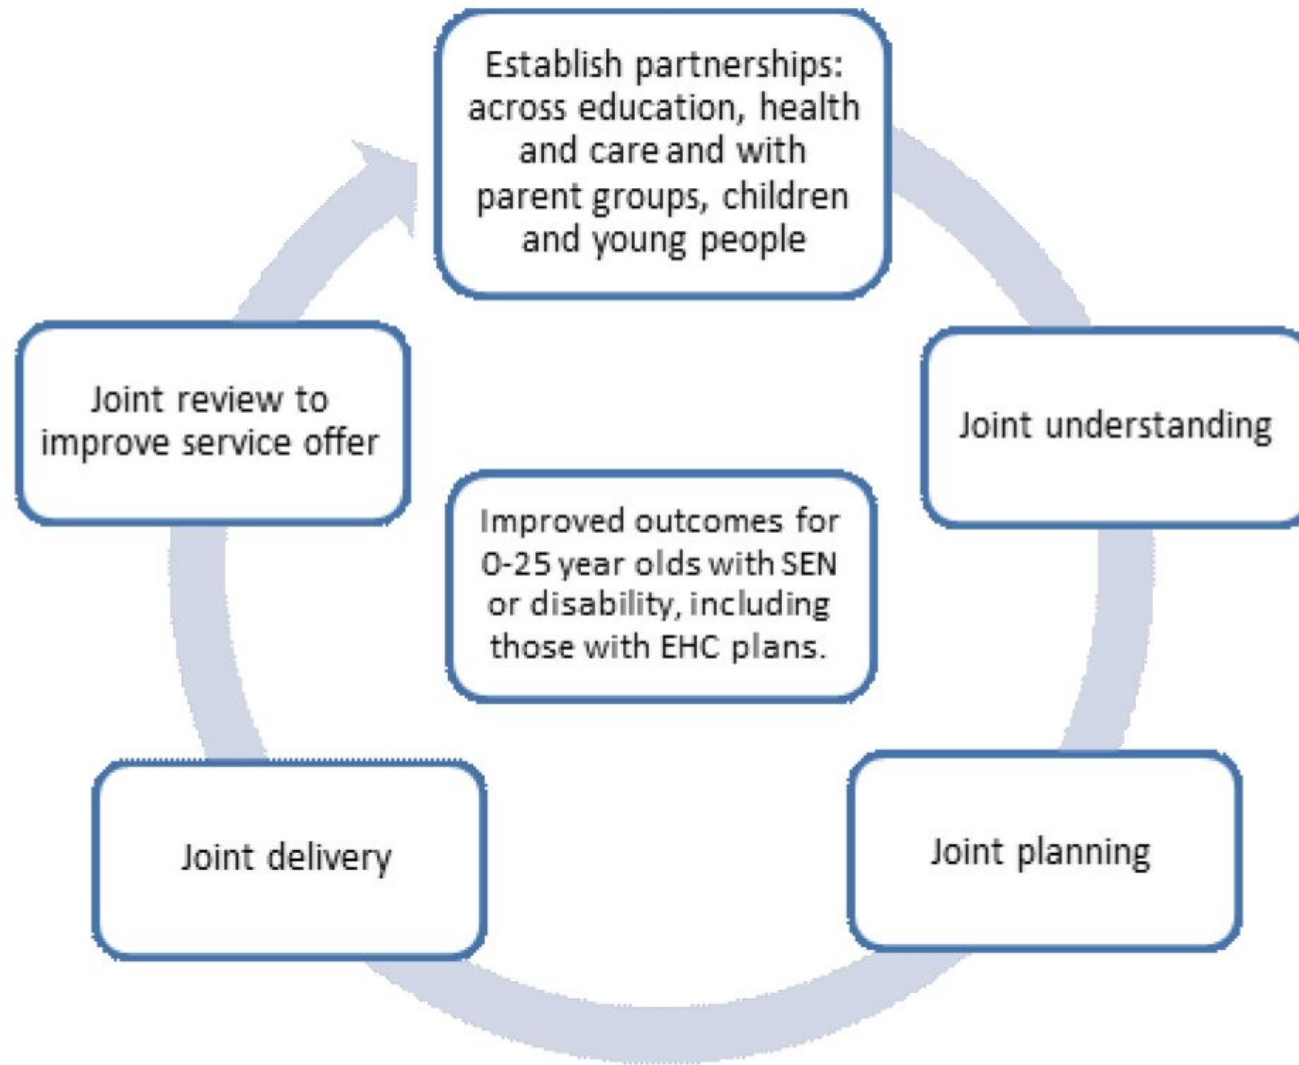 Establish partnerships:
across education, health
and care and with
parent groups, children
and young people
Joint understanding
Joint planning
Joint delivery
Joint review to
improve service offer
Improved outcomes for
0-25 year olds with SEN
or disability, including
those with EHC plans.